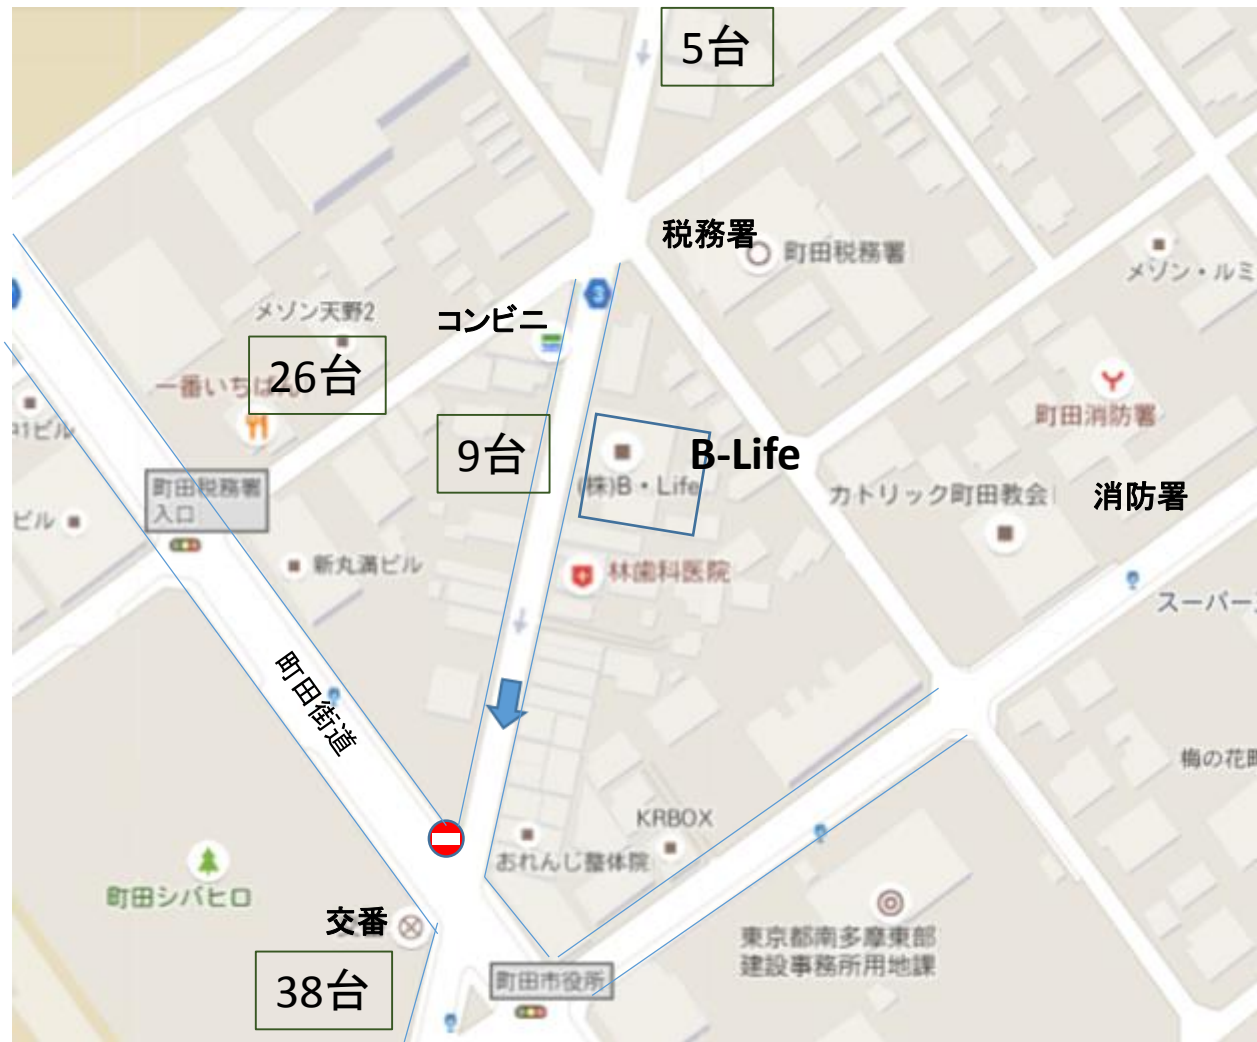 5台
税務署
町田税務署
メゾン・ルミ
メゾン天野2
コンビニ
26台
一番いちばん
町田消防署
9台
B-Life
(株)B・Life
カトリック町田教会
消防署
町田税務署
入口
ビル
新丸満ビル
林歯科医院
スーパー
町田街道
梅の花町
KRBOX
おれんじ整体院
町田シバヒロ
交番
東京都南多摩東部
建設事務所用地課
38台
町田市役所
3